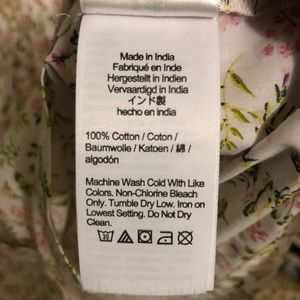 Made in India
Fabriqué en Inde
Hergestellt in Indien
Vervaardigd in India
インド製
hecho en india
100% Cotton / Coton /
Baumwolle / Katoen / 綿 /
algodón
Machine Wash Cold With Like
Colors. Non-Chlorine Bleach
Only. Tumble Dry Low. Iron on
Lowest Setting. Do Not Dry
Clean.